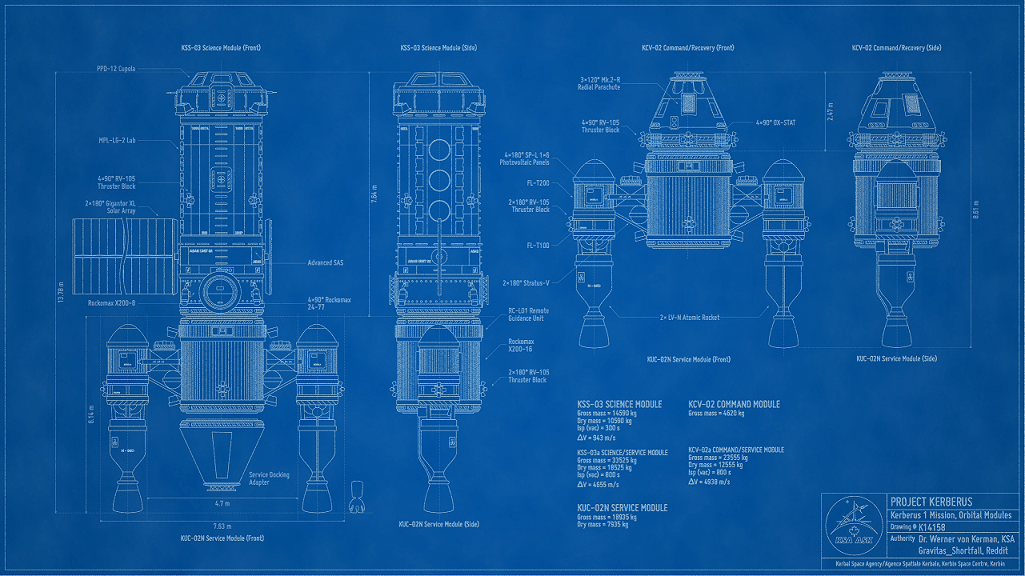 KSS-03 Science Module (Front)
KSS-03 Science Module (Side)
KCV-02 Command/Recovery (Front)
KCV-02 Command/Recovery (Side)
PPD-12 Cupola
MPL-LG-2 Lab
4×90° RV-105
Thruster Block
2×180° Gigantor XL
Solar Array
Rockomax X200-8
13.78 m
8.14 m
Advanced SAS
4×90° Rockomax
24-77
Service Docking
Adapter
4.7 m
7.63 m
KUC-02N Service Module (Front)
RC-L01 Remote
Guidance Unit
Rockomax
X200-16
2×180° RV-105
Thruster Block
KUC-02N Service Module (Side)
3×120° Mk.2-R
Radial Parachute
4×90° RV-105
Thruster Block
4×90° OX-STAT
4×180° SP-L 1×6
Photovoltaic Panels
FL-T200
2×180° RV-105
Thruster Block
FL-T100
2×180° Stratus-V
2× LV-N Atomic Rocket
2.47 m
KUC-02N Service Module (Front)
KUC-02N Service Module (Side)
KSS-03 SCIENCE MODULE
Gross mass = 14590 kg
Dry mass = 10590 kg
Isp (vac) = 300 s
ΔV = 943 m/s
KSS-03a SCIENCE/SERVICE MODULE
Gross mass = 33525 kg
Dry mass = 18525 kg
Isp (vac) = 800 s
ΔV = 4655 m/s
KUC-02N SERVICE MODULE
Gross mass = 18935 kg
Dry mass = 7935 kg
KCV-02 COMMAND MODULE
Gross mass = 4620 kg
KCV-02a COMMAND/SERVICE MODULE
Gross mass = 23555 kg
Dry mass = 12555 kg
Isp (vac) = 800 s
ΔV = 4938 m/s
KSA ASK
PROJECT KERBERUS
Kerberus 1 Mission, Orbital Modules
Drawing # K14158
Authority Dr. Werner von Kerman, KSA
Gravitas_Shortfall, Reddit
Kerbal Space Agency/Agence Spatiale Kerbale, Kerbin Space Centre, Kerbin